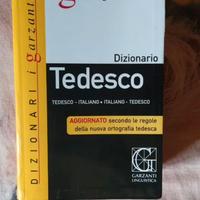 DIZIONARI i garzanti
Dizionario
Tedesco
TEDESCO - ITALIANO • ITALIANO - TEDESCO
AGGIORNATO secondo le regole
della nuova ortografia tedesca
GARZANTI
LINGUISTICA